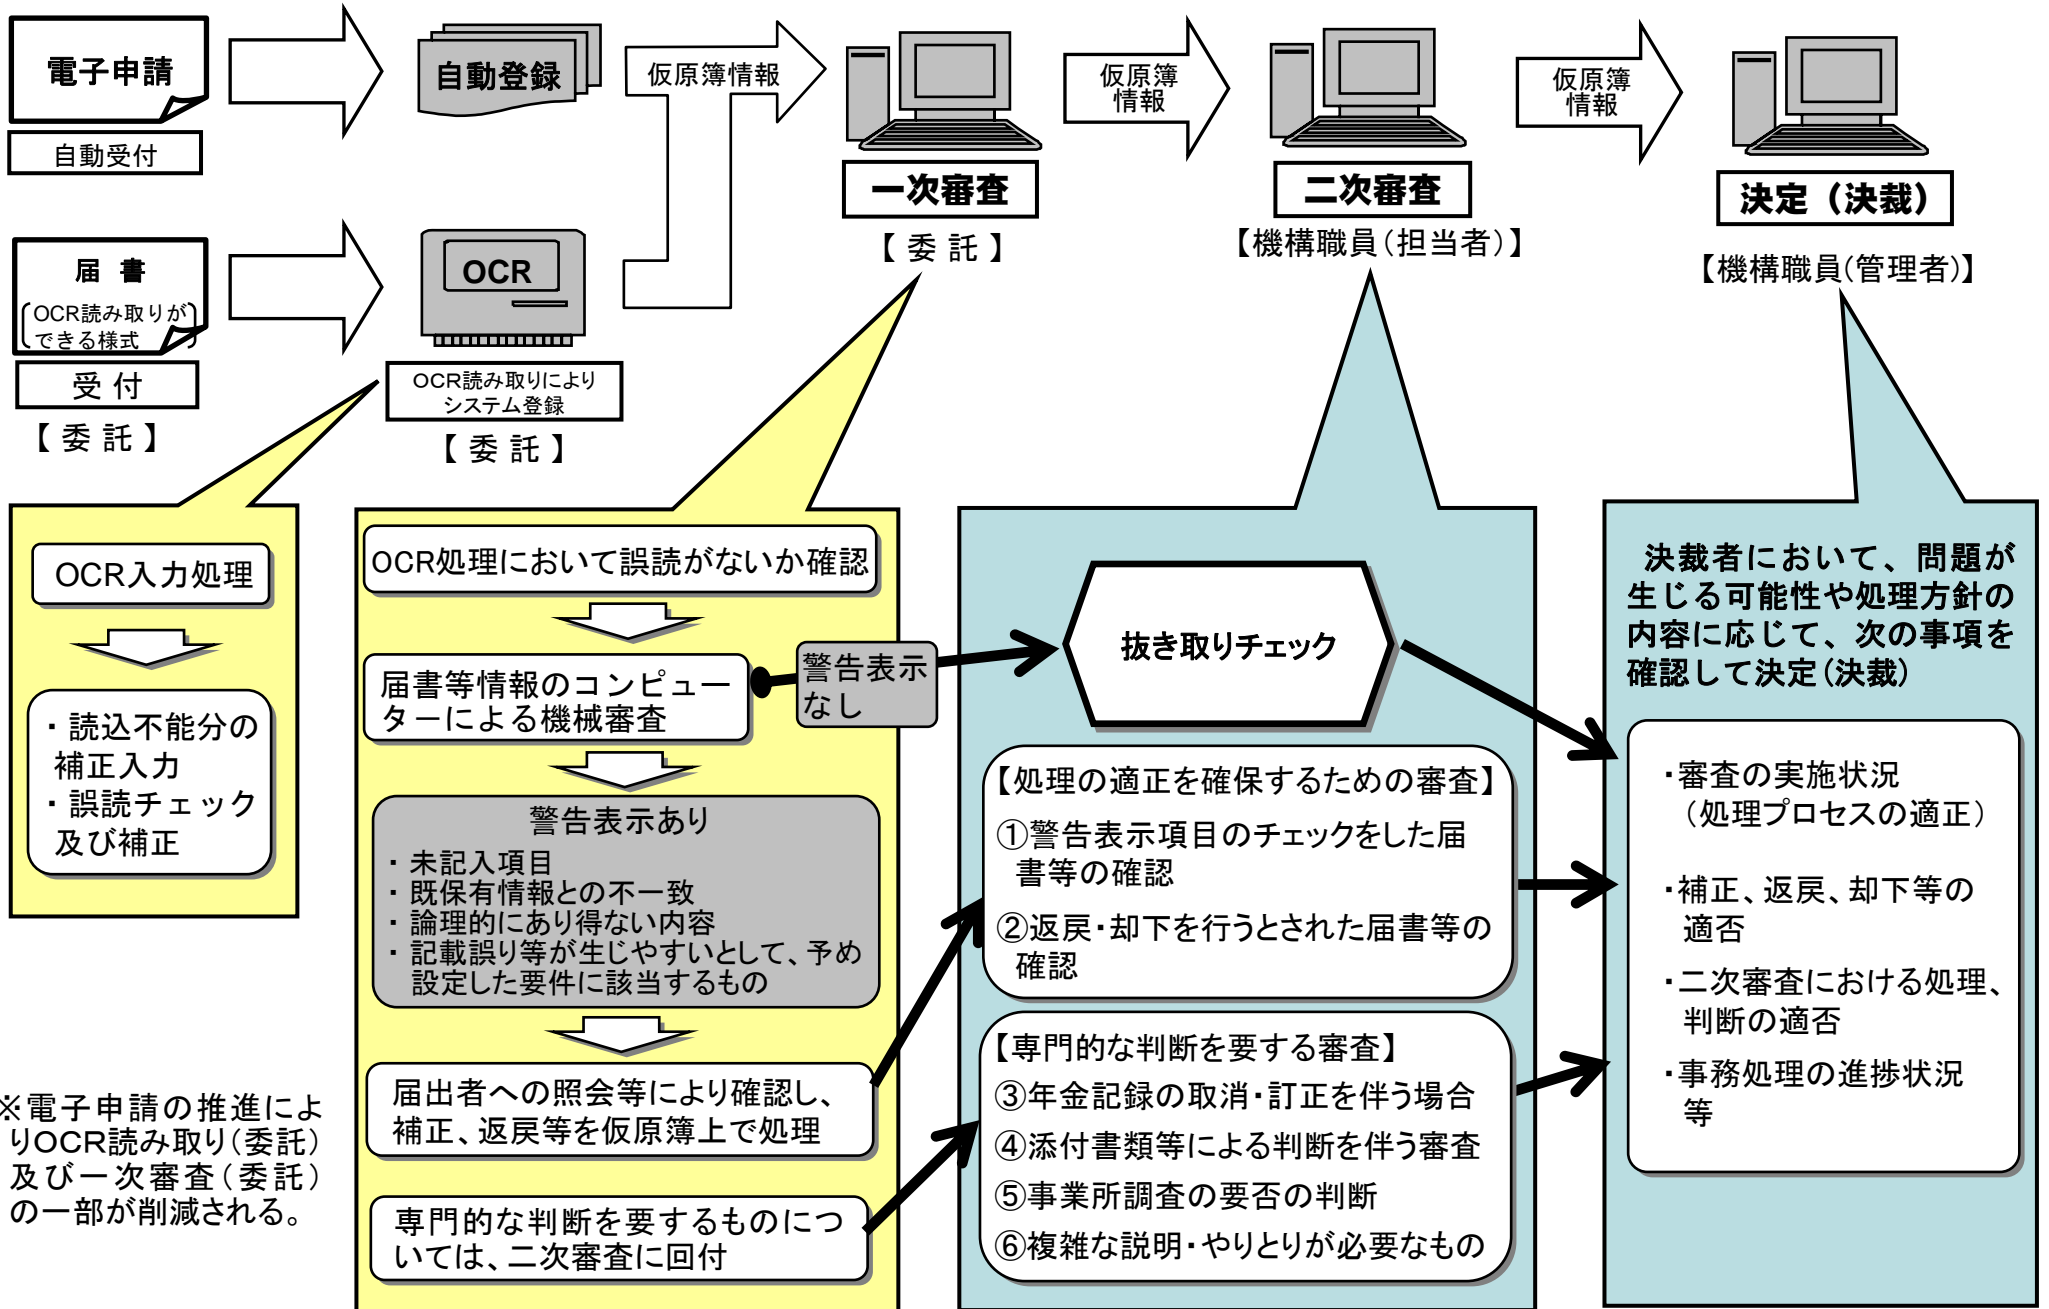 電子申請
自動受付
自動登録
仮原簿情報
一次審査
【 委 託 】
仮原簿
情報
二次審査
【機構職員(担当者)】
仮原簿
情報
決定（決裁）
【機構職員(管理者)】
届 書
OCR読み取りが
できる様式
受 付
【 委 託 】
OCR
OCR読み取りにより
システム登録
【 委 託 】
OCR入力処理
・読込不能分の
補正入力
・誤読チェック
及び補正
OCR処理において誤読がないか確認
届書等情報のコンピュー
ターによる機械審査
警告表示
なし
警告表示あり
・未記入項目
・既保有情報との不一致
・論理的にあり得ない内容
・記載誤り等が生じやすいとして、予め
設定した要件に該当するもの
届出者への照会等により確認し、
補正、返戻等を仮原簿上で処理
専門的な判断を要するものにつ
いては、二次審査に回付
抜き取りチェック
【処理の適正を確保するための審査】
①警告表示項目のチェックをした届
書等の確認
②返戻・却下を行うとされた届書等の
確認
【専門的な判断を要する審査】
③年金記録の取消・訂正を伴う場合
④添付書類等による判断を伴う審査
⑤事業所調査の要否の判断
⑥複雑な説明・やりとりが必要なもの
決裁者において、問題が
生じる可能性や処理方針の
内容に応じて、次の事項を
確認して決定(決裁)
・審査の実施状況
（処理プロセスの適正）
・補正、返戻、却下等の
適否
・二次審査における処理、
判断の適否
・事務処理の進捗状況
等
※電子申請の推進によ
りOCR読み取り(委託)
及び一次審査(委託)
の一部が削減される。